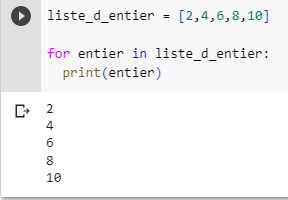 liste_d_entier = [2,4,6,8,10]
for entier in liste_d_entier:
  print(entier)
2
4
6
8
10